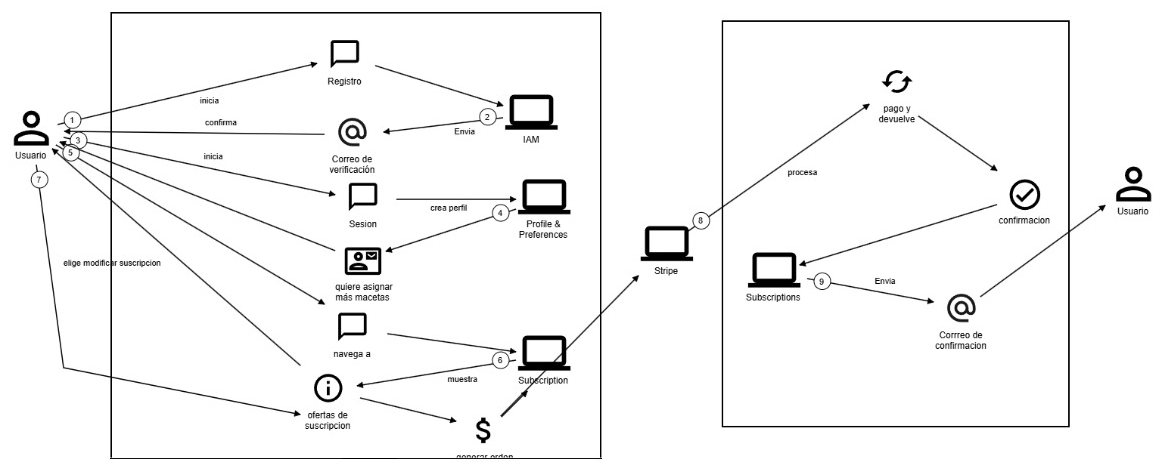 Registro
inicia
1
2
IAM
confirma
Envia
3
Usuario
5
inicia
Correo de
verificación
7
Sesion
crea perfil
4
Profile &
Preferences
elige modificar suscripcion
quiere asignar
más macetas
navega a
6
Subscription
muestra
ofertas de
suscripcion
generar orden
Stripe
8
procesa
pago y
devuelve
confirmacion
Usuario
Subscriptions
9
Envia
Corrreo de
confirmacion